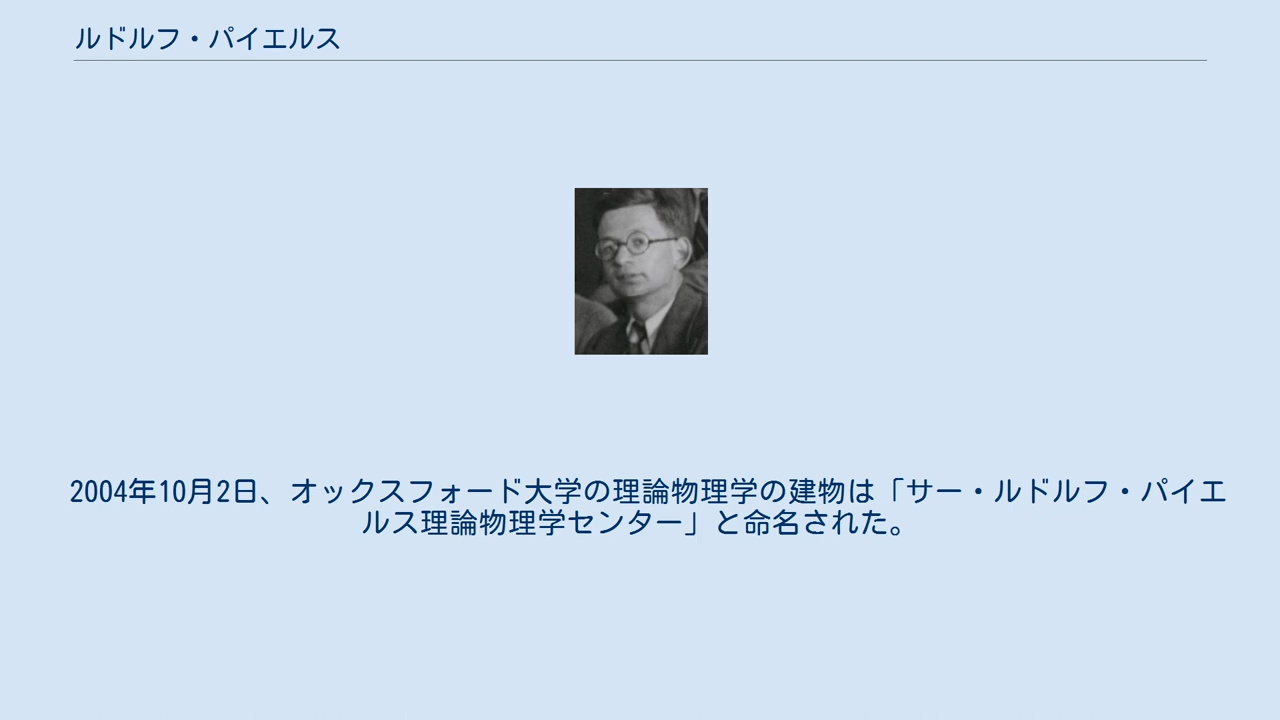 ルドルフ・パイエルス
2004年10月2日、オックスフォード大学の理論物理学の建物は「サー・ルドルフ・パイエ
ルス理論物理学センター」と命名された。